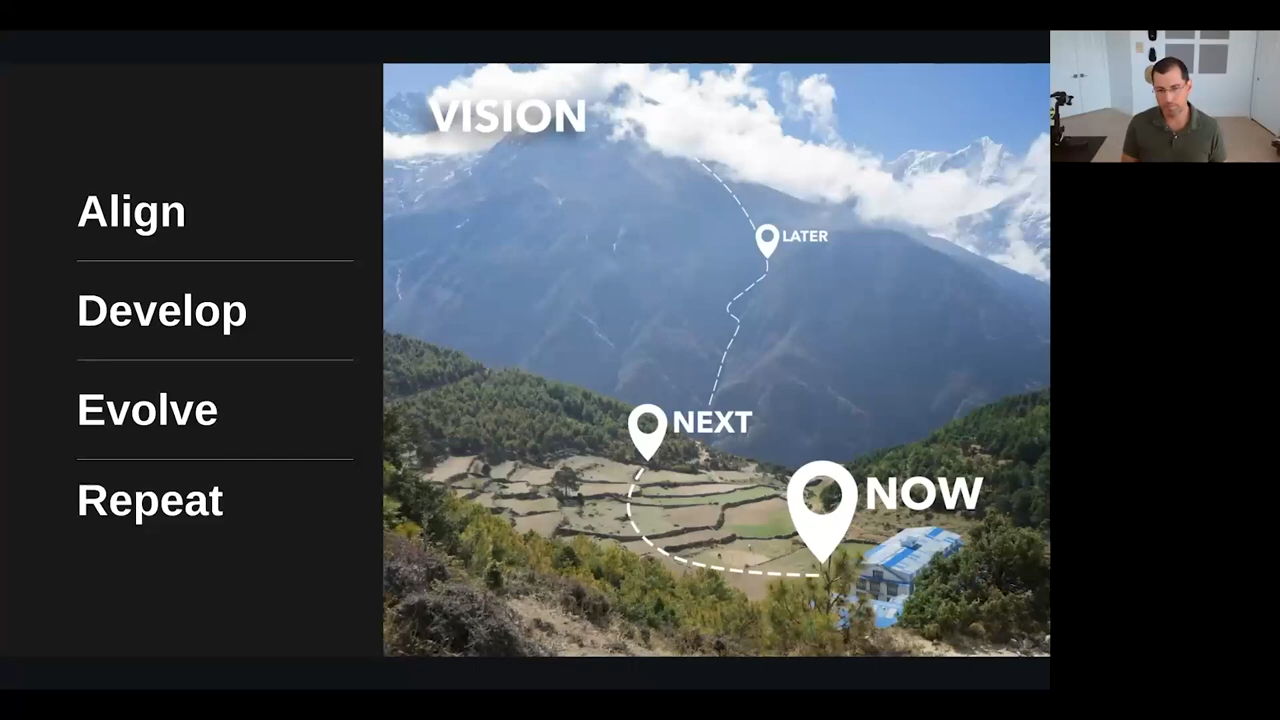 Align
Develop
Evolve
Repeat
VISION
LATER
NEXT
NOW